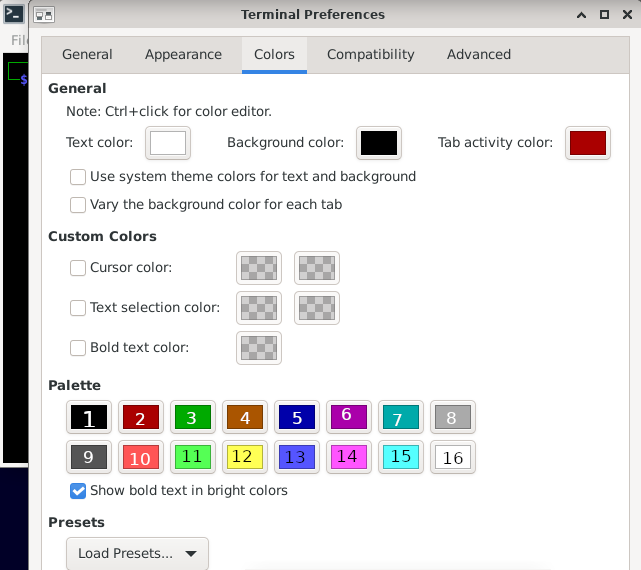 Terminal Preferences
File
$
General Appearance Colors Compatibility Advanced
General
Note: Ctrl+click for color editor.
Text color: Background color: Tab activity color:
Use system theme colors for text and background
Vary the background color for each tab
Custom Colors
Cursor color:
Text selection color:
Bold text color:
Palette
1 2 3 4 5 6 7 8
9 10 11 12 13 14 15 16
Show bold text in bright colors
Presets
Load Presets...